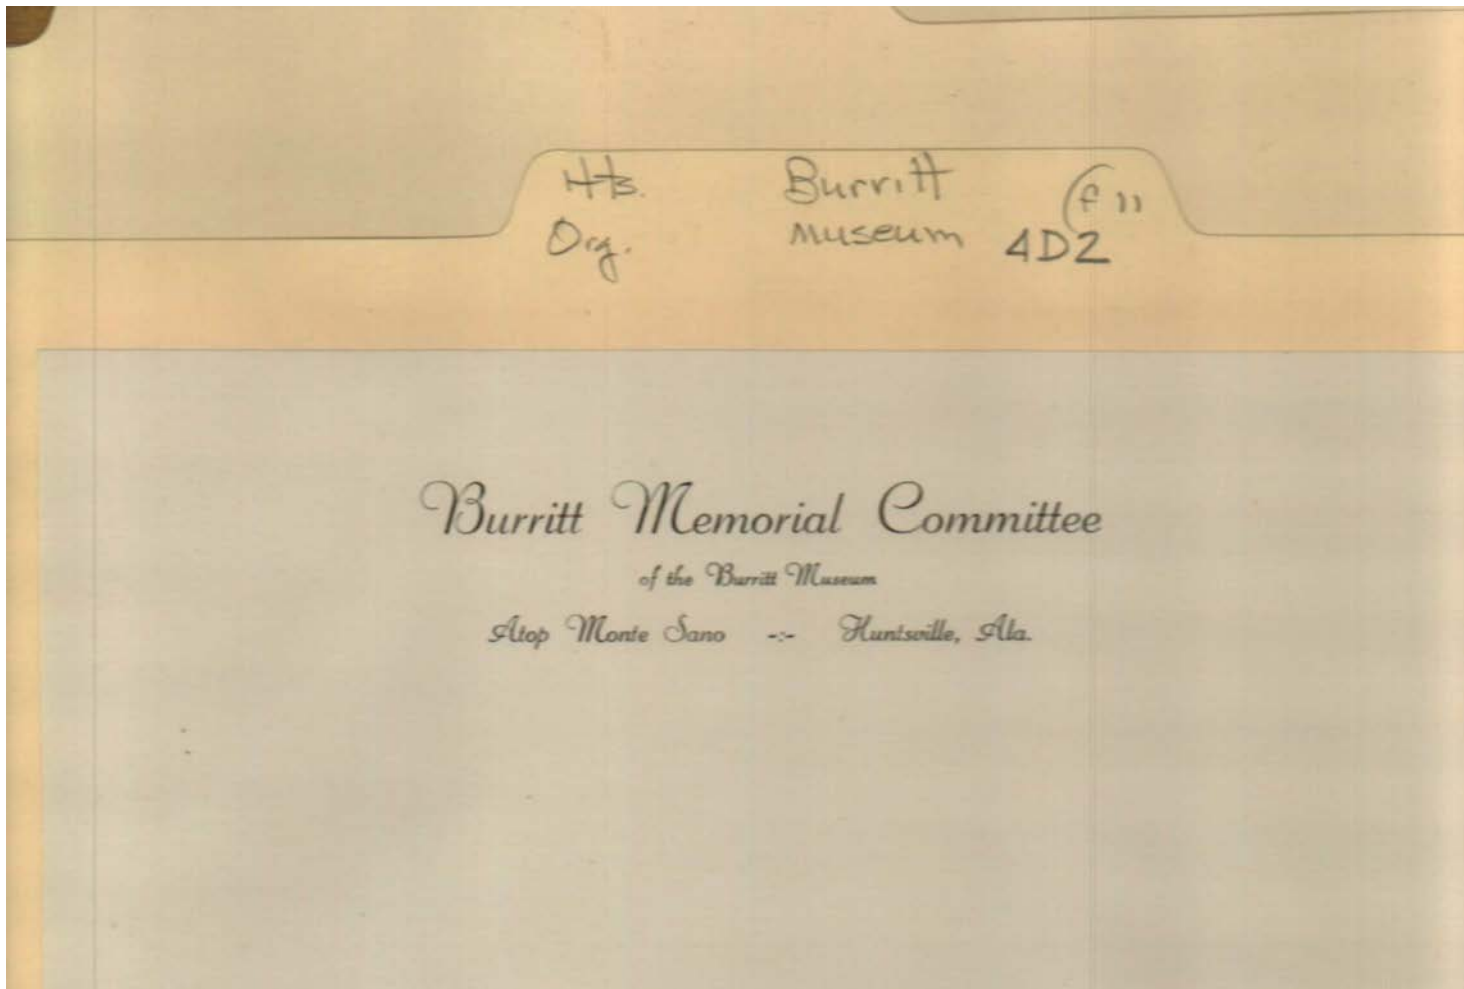 Hts. Burritt (f 11
Org. Museum 4D2
Burritt Memorial Committee
of the Burritt Museum
Atop Monte Sano -:- Huntsville, Ala.